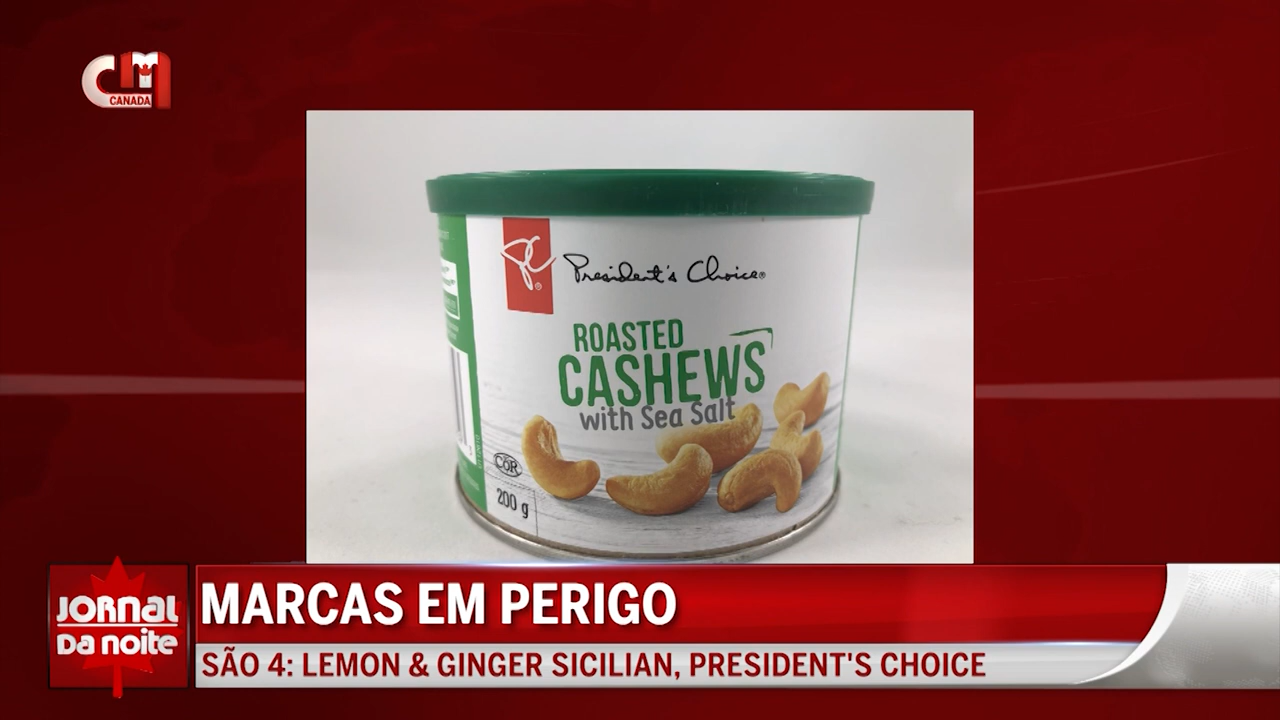 CM
CANADA
President's Choice®
ROASTED
CASHEWS
with Sea Salt
COR
200 g
JORNAL
DA NOITE
MARCAS EM PERIGO
SÃO 4: LEMON & GINGER SICILIAN, PRESIDENT'S CHOICE